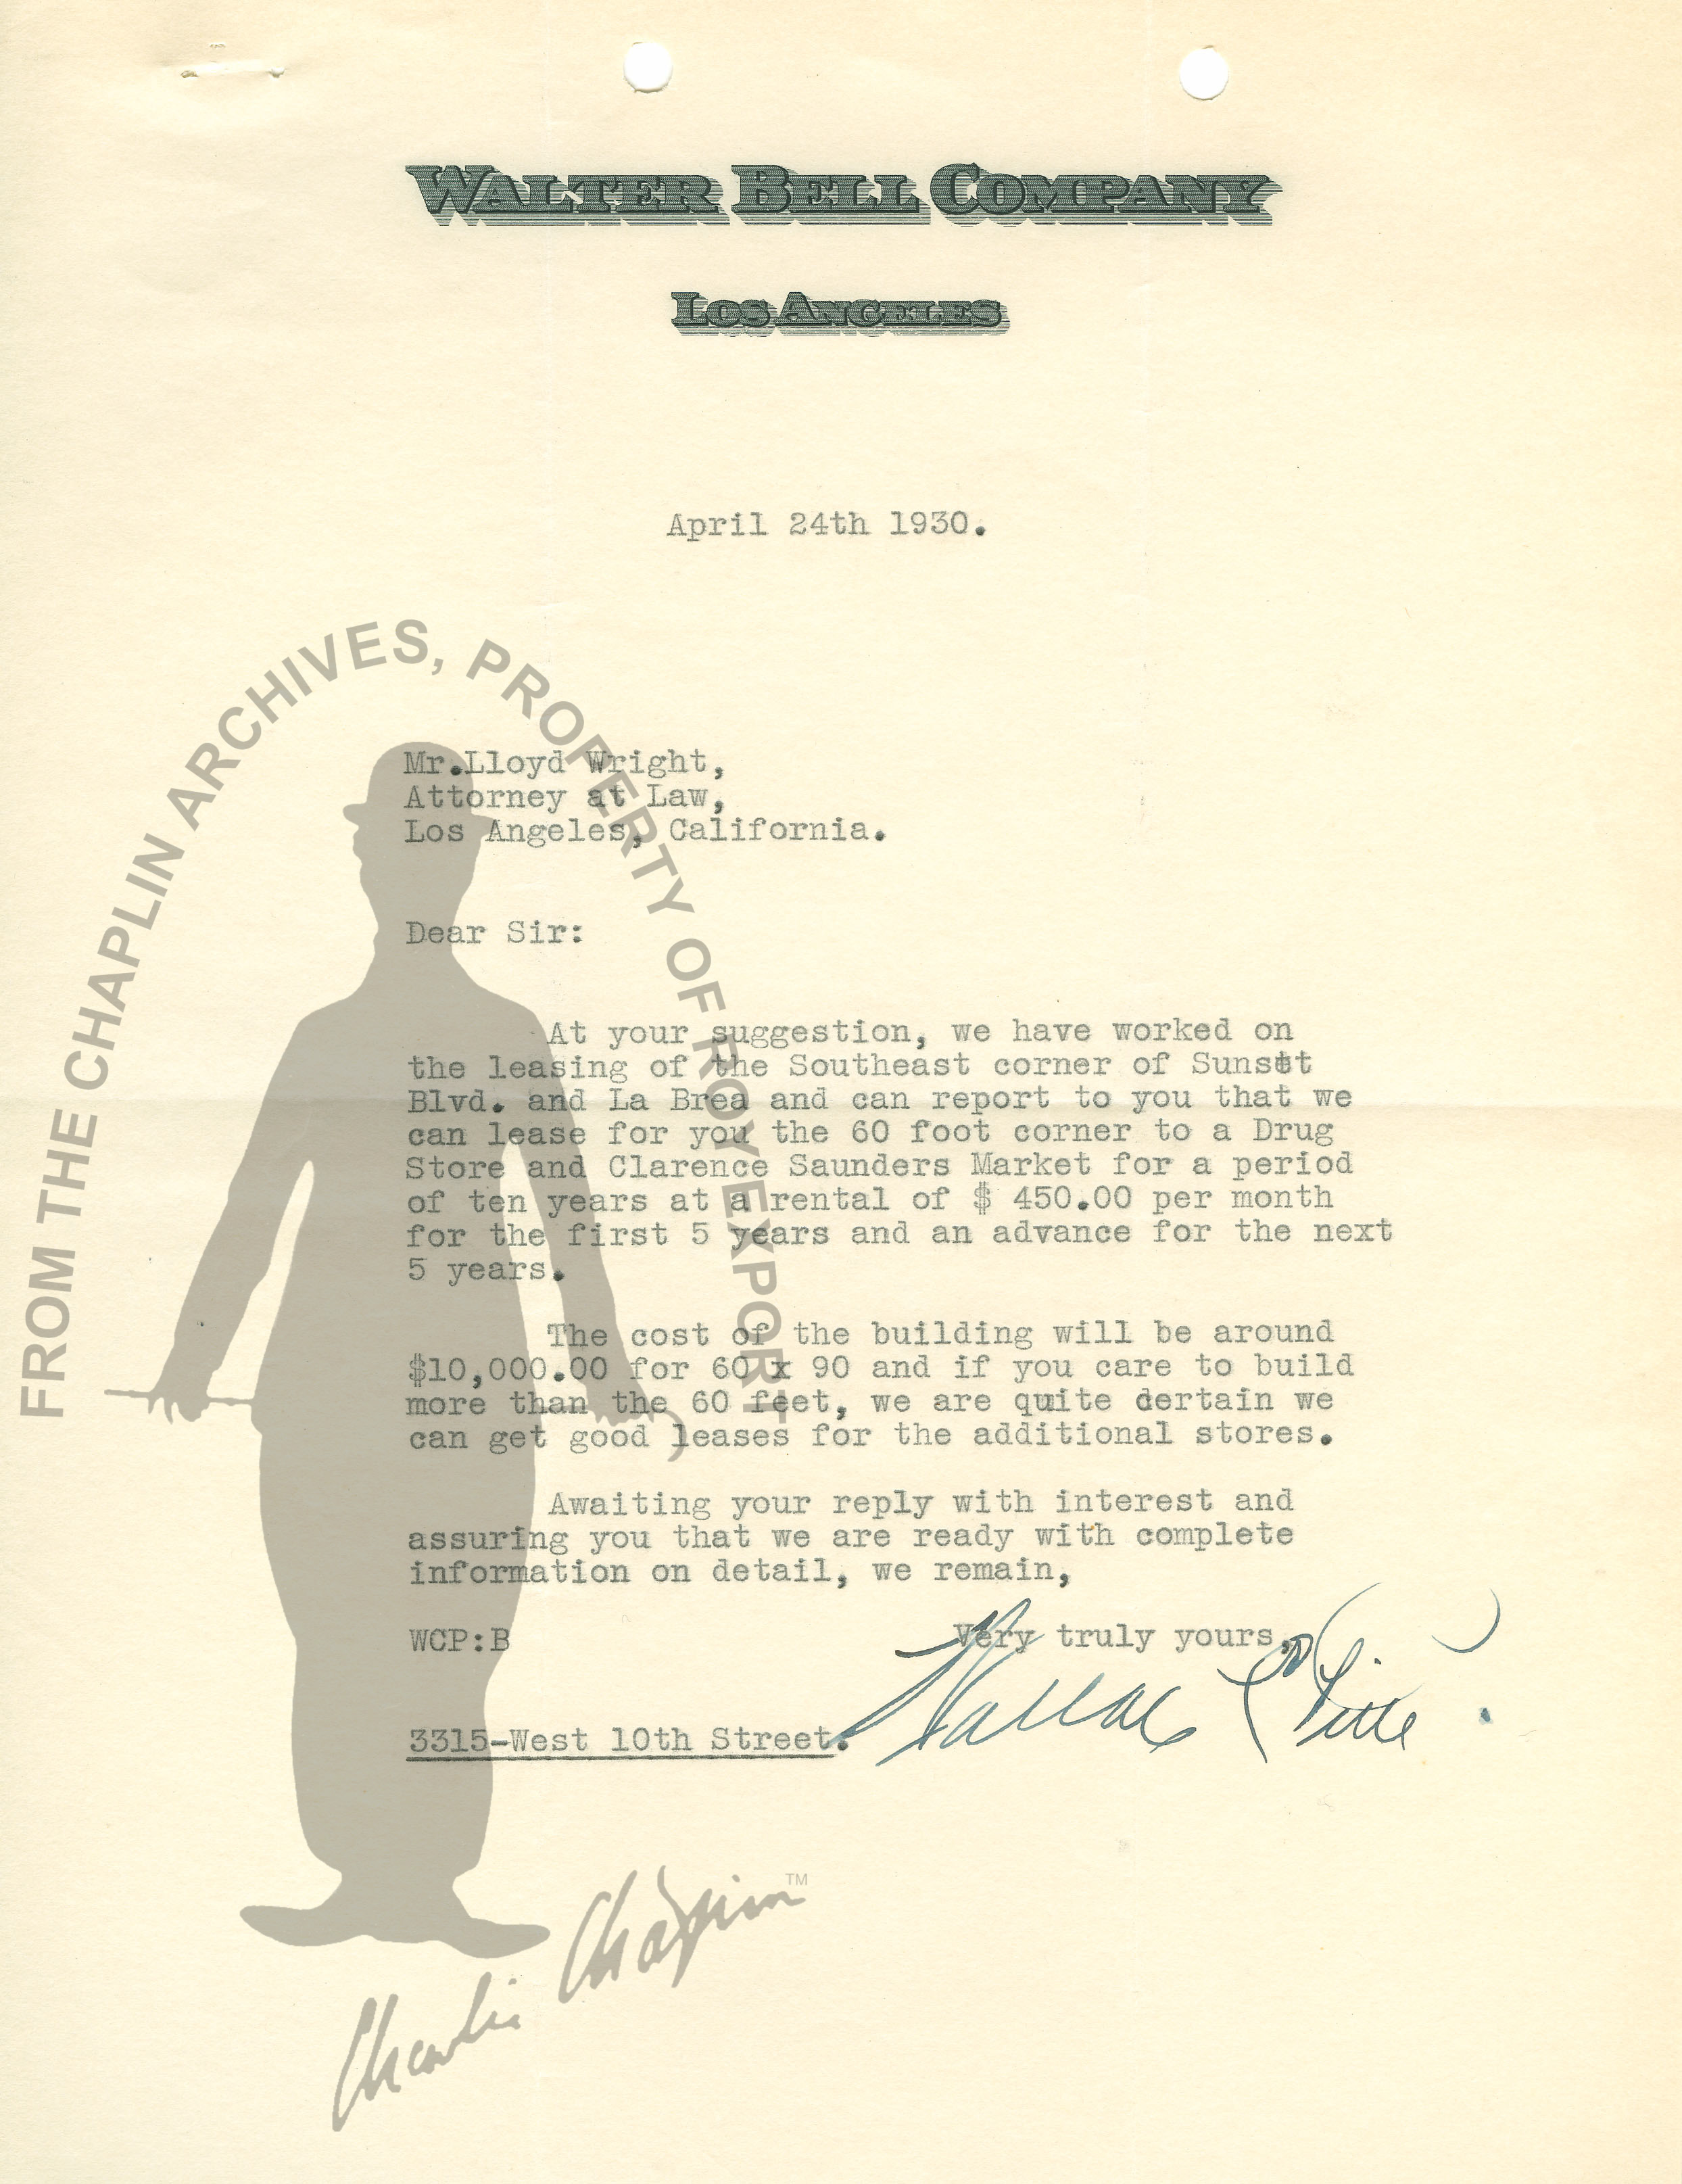 WALTER BELL COMPANY
LOS ANGELES
April 24th 1930.
FROM THE CHAPLIN ARCHIVES, PROPERTY OF ROY EXPORT
Mr.Lloyd Wright,
Attorney at Law,
Los Angeles, California.
Dear Sir:
At your suggestion, we have worked on
the leasing of the Southeast corner of Sunset
Blvd. and La Brea and can report to you that we
can lease for you the 60 foot corner to a Drug
Store and Clarence Saunders Market for a period
of ten years at a rental of $ 450.00 per month
for the first 5 years and an advance for the next
5 years.
The cost of the building will be around
$10,000.00 for 60 x 90 and if you care to build
more than the 60 feet, we are quite dertain we
can get good leases for the additional stores.
Awaiting your reply with interest and
assuring you that we are ready with complete
information on detail, we remain,
WCP:B Very truly yours,
3315-West 10th Street.
Charlie Chaplin TM